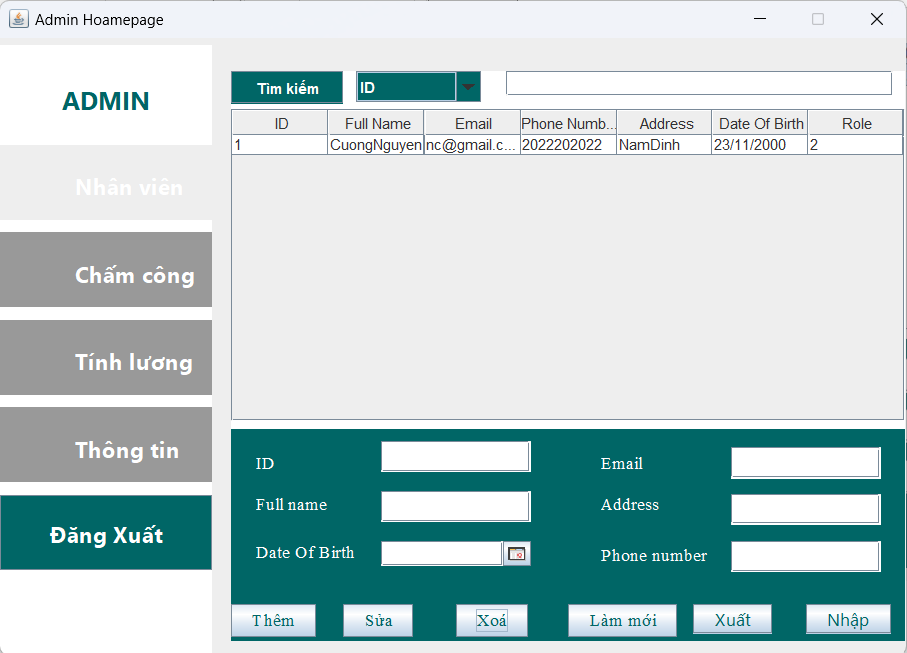 Admin Hoamepage
ADMIN
Nhân viên
Chấm công
Tính lương
Thông tin
Đăng Xuất
Tìm kiếm ID
ID Full Name Email Phone Numb... Address Date Of Birth Role
1 CuongNguyen nc@gmail.c... 2022202022 NamDinh 23/11/2000 2
ID Email
Full name Address
Date Of Birth Phone number
Thêm Sửa Xoá Làm mới Xuất Nhập